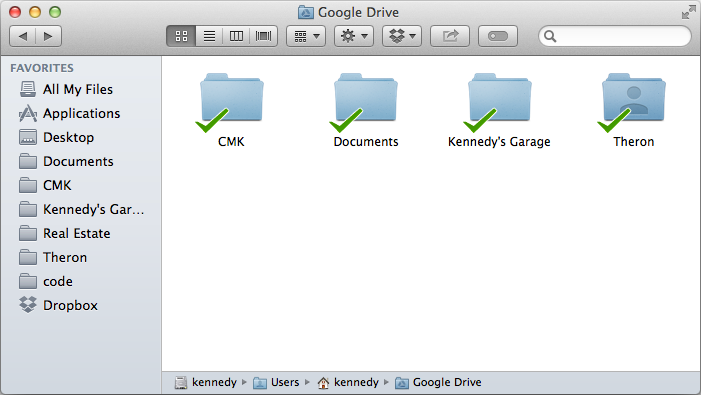 Google Drive
FAVORITES
All My Files
Applications
Desktop
Documents
CMK
Kennedy's Gar...
Real Estate
Theron
code
Dropbox
CMK
Documents
Kennedy's Garage
Theron
kennedy Users kennedy Google Drive